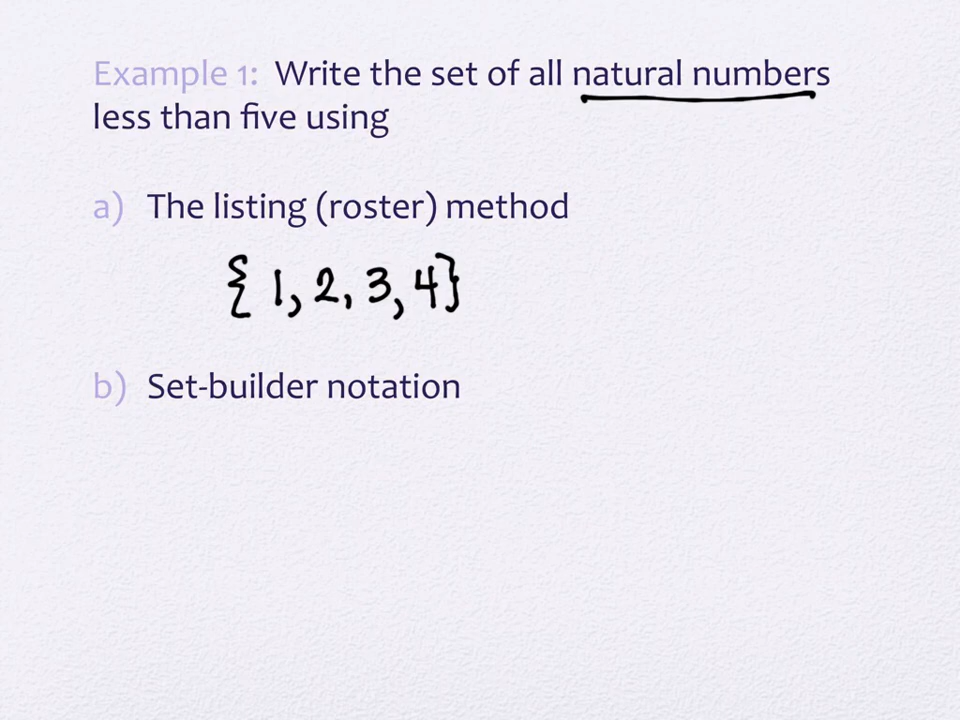 Example 1: Write the set of all natural numbers
less than five using
a) The listing (roster) method
{ 1, 2, 3, 4}
b) Set-builder notation